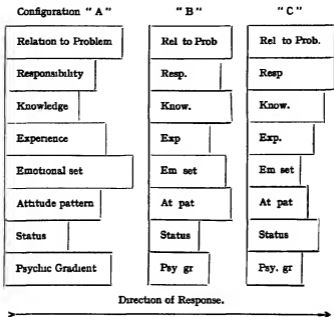 Configuration "A" "B" "C"
Relation to Problem Rel to Prob Rel to Prob.
Responsibility Resp. Resp
Knowledge Know. Know.
Experience Exp Exp.
Emotional set Em set Em set
Attitude pattern At pat At pat
Status Status Status
Psychic Gradient Psy gr Psy. gr
Direction of Response.